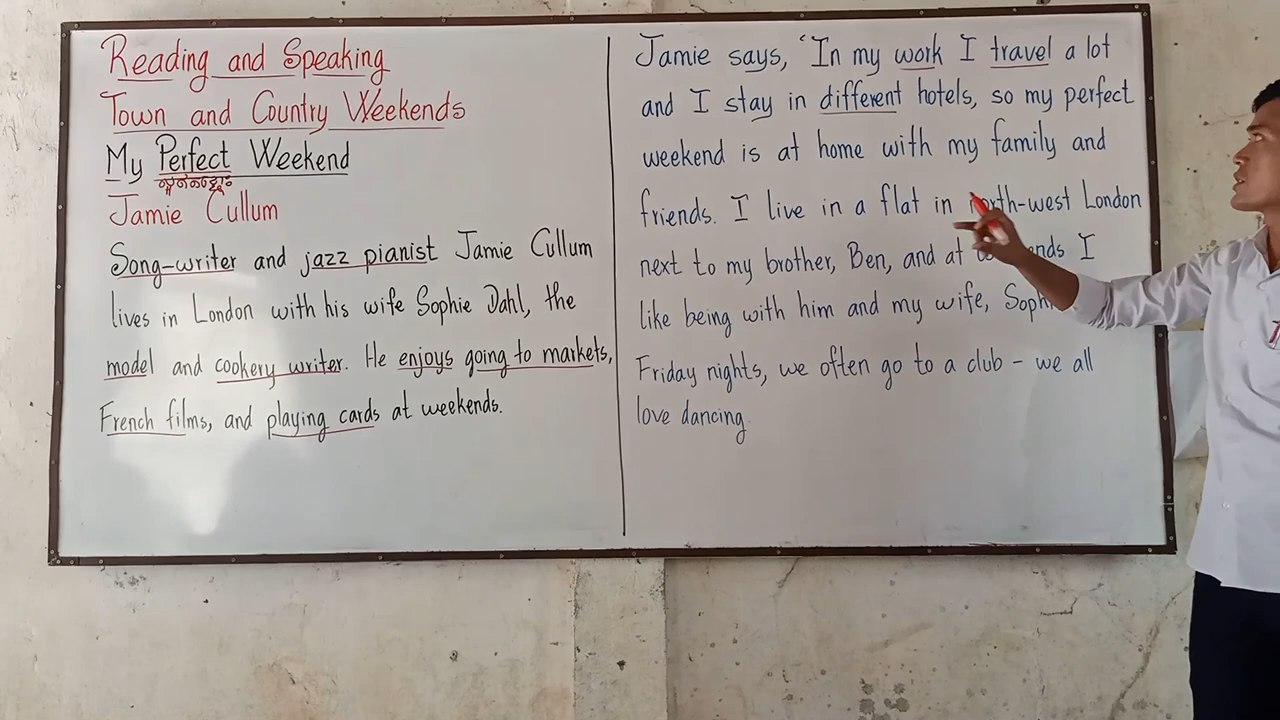 Reading and Speaking
Town and Country Weekends
My Perfect Weekend
Jamie Cullum
Song-writer and jazz pianist Jamie Cullum
lives in London with his wife Sophie Dahl, the
model and cookery writer. He enjoys going to markets,
French films, and playing cards at weekends.
Jamie says, 'In my work I travel a lot
and I stay in different hotels, so my perfect
weekend is at home with my family and
friends. I live in a flat in London
next to my brother, Ben, and at I
like being with him and my wife,
Friday nights, we often go to a club - we all
love dancing.